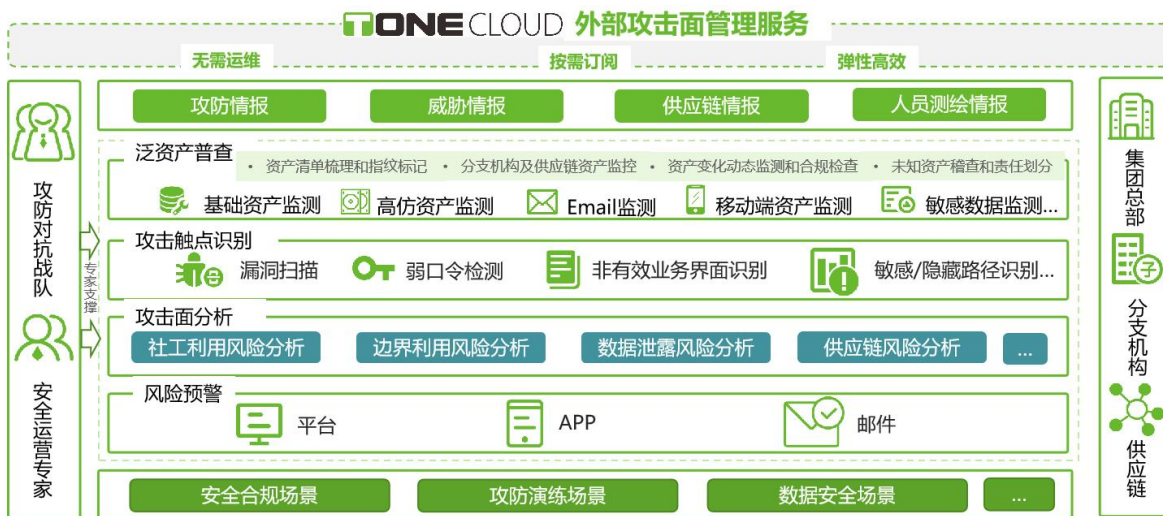 TONE CLOUD 外部攻击面管理服务
无需运维 按需订阅 弹性高效
攻防对抗战队
安全运营专家
专家支撑
攻防情报 威胁情报 供应链情报 人员测绘情报
泛资产普查
• 资产清单梳理和指纹标记 • 分支机构及供应链资产监控 • 资产变化动态监测和合规检查 • 未知资产稽查和责任划分
基础资产监测 高仿资产监测 Email监测 移动端资产监测 敏感数据监测...
攻击触点识别
漏洞扫描 弱口令检测 非有效业务界面识别 敏感/隐藏路径识别...
攻击面分析
社工利用风险分析 边界利用风险分析 数据泄露风险分析 供应链风险分析 ...
风险预警
平台 APP 邮件
安全合规场景 攻防演练场景 数据安全场景 ...
集团总部
子
分支机构
供应链